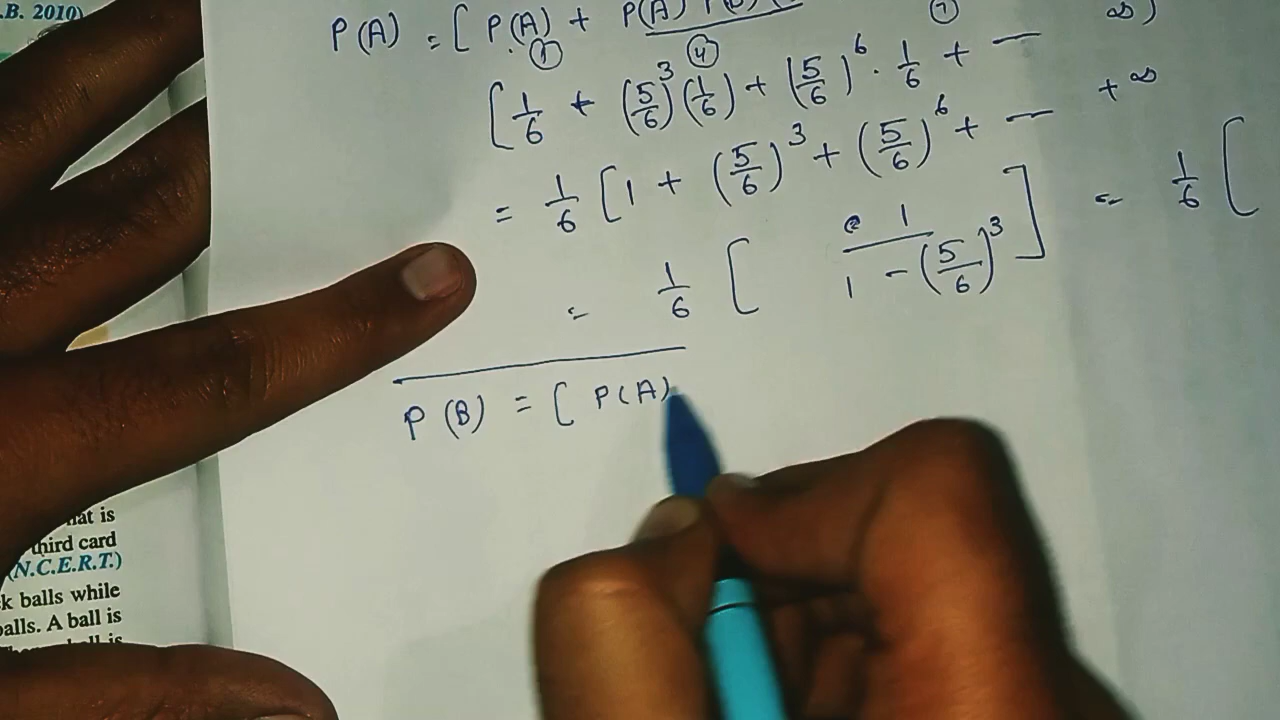 .B. 2010)
P(A) = [ P(A) + P(A)
① ④ ⑦ ∞)
[ 1/6 + (5/6)^3 (1/6) + (5/6)^6 . 1/6 + — + ∞
= 1/6 [ 1 + (5/6)^3 + (5/6)^6 + —
= 1/6 [ 1 / 1 - (5/6)^3 ] = 1/6 [
P(B) = [ P(A)
hat is
third card
(N.C.E.R.T.)
k balls while
balls. A ball is